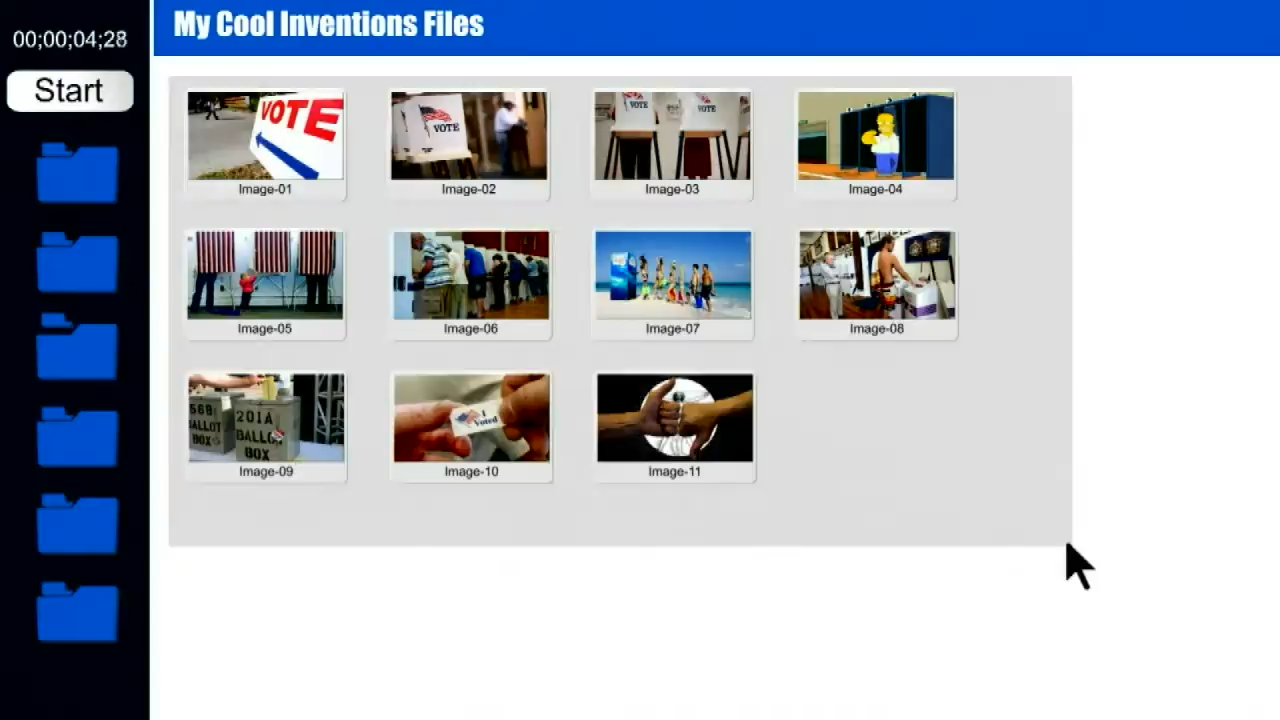 My Cool Inventions Files
00;00;04;28
Start
VOTE
VOTE
VOTE
VOTE
Image-01
Image-02
Image-03
Image-04
Image-05
Image-06
Image-07
Image-08
568
BALLOT
BOX
201A
BALLO
BOX
I
Voted
Image-09
Image-10
Image-11